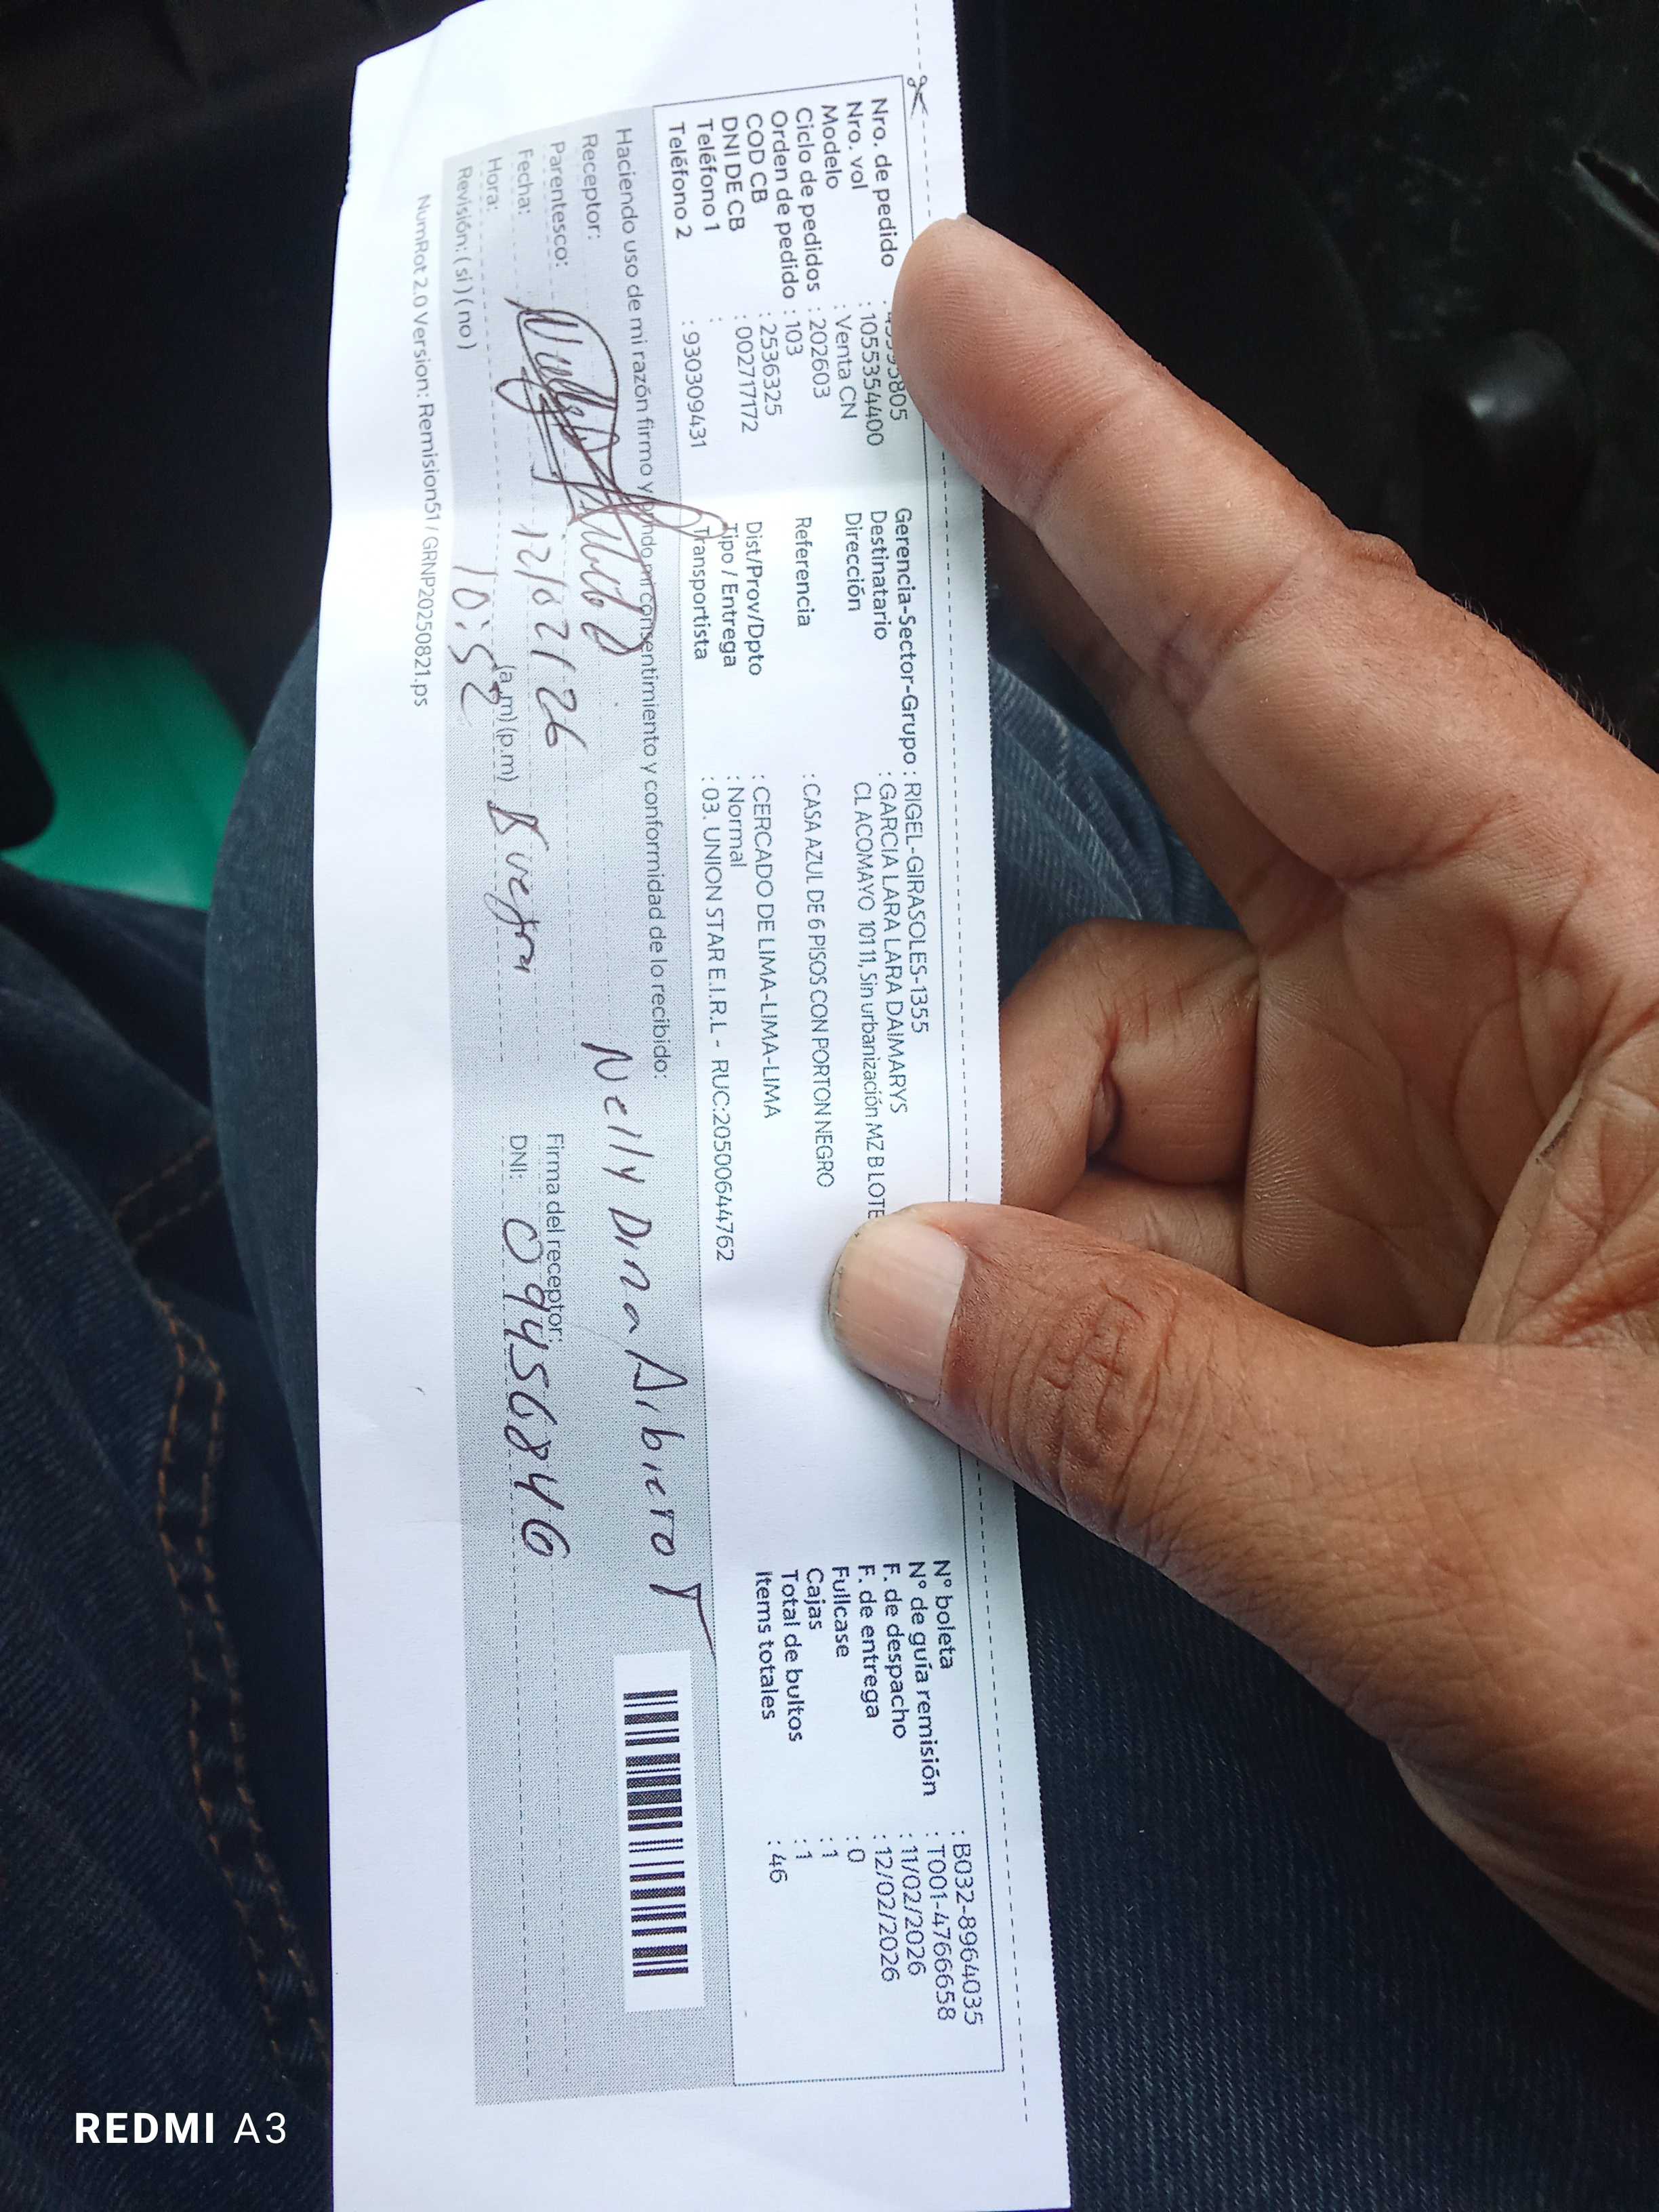 Nro. de pedido :
Nro. vol : 1055354400
Modelo : Venta CN
Ciclo de pedidos : 202603
Orden de pedido : 103
COD CB : 2536325
DNI DE CB : 002717172
Teléfono 1 :
Teléfono 2 : 930309431
Gerencia-Sector-Grupo : RIGEL-GIRASOLES-1355
Destinatario : GARCIA LARA LARA LARA DAIMARYS
Dirección CL ACOMAYO 101 11, Sin urbanización MZ B LOTE
Referencia : CASA AZUL DE 6 PISOS CON PORTON NEGRO
Dist/Prov/Dpto : CERCADO DE LIMA-LIMA-LIMA
Tipo / Entrega : Normal
Transportista : 03. UNION STAR E.I.R.L - RUC:20500644762
N° boleta : B032-8964035
N° de guía remisión : T001-4766658
F. de despacho : 11/02/2026
F. de entrega : 12/02/2026
Fullcase : 0
Cajas : 1
Total de bultos : 1
Items totales : 46
Haciendo uso de mi razón firmo y mi consentimiento y conformidad de lo recibido:
Receptor: Nelly Dina Arbieto T
Parentesco:
Fecha: 12/02/26
Hora: 10:52 (a.m) (p.m)
Revisión: ( si ) ( no )
Firma del receptor:
DNI: 09456846
NumRot 2.0 Version: Remision51 / GRNP20250821.ps
REDMI A3